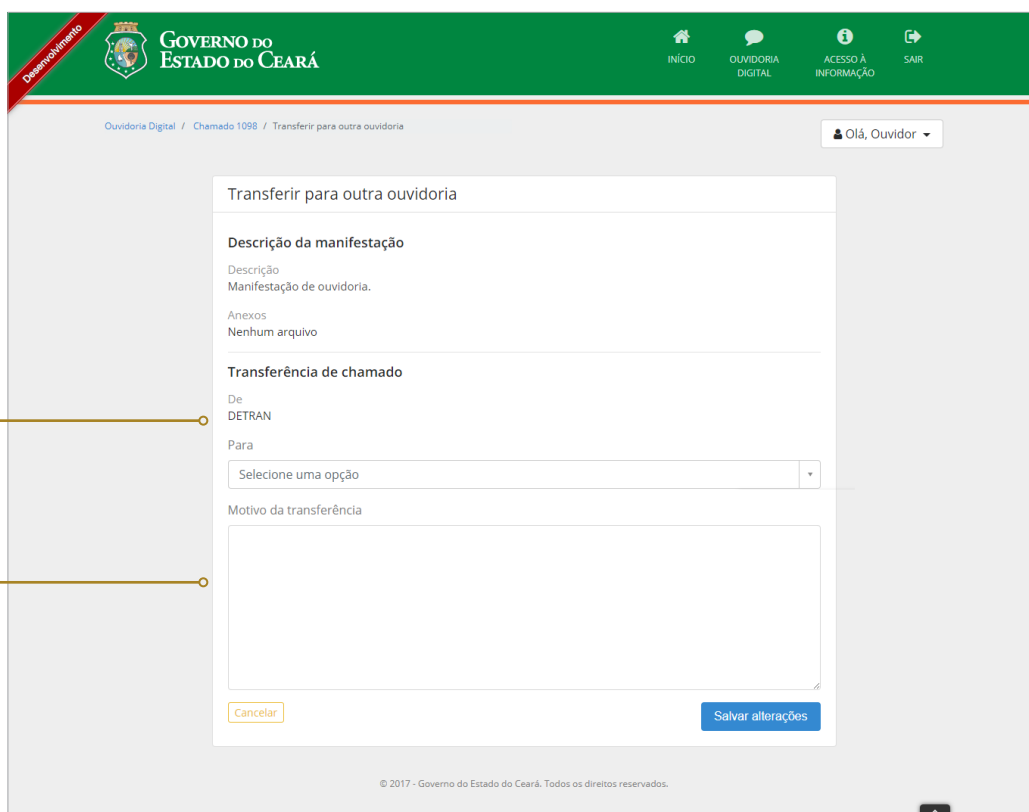 Desenvolvimento
GOVERNO DO
ESTADO DO CEARÁ
INÍCIO
OUVIDORIA
DIGITAL
ACESSO À
INFORMAÇÃO
SAIR
Ouvidoria Digital / Chamado 1098 / Transferir para outra ouvidoria
Olá, Ouvidor
Transferir para outra ouvidoria
Descrição da manifestação
Descrição
Manifestação de ouvidoria.
Anexos
Nenhum arquivo
Transferência de chamado
De
DETRAN
Para
Selecione uma opção
Motivo da transferência
Cancelar
Salvar alterações
© 2017 - Governo do Estado do Ceará. Todos os direitos reservados.